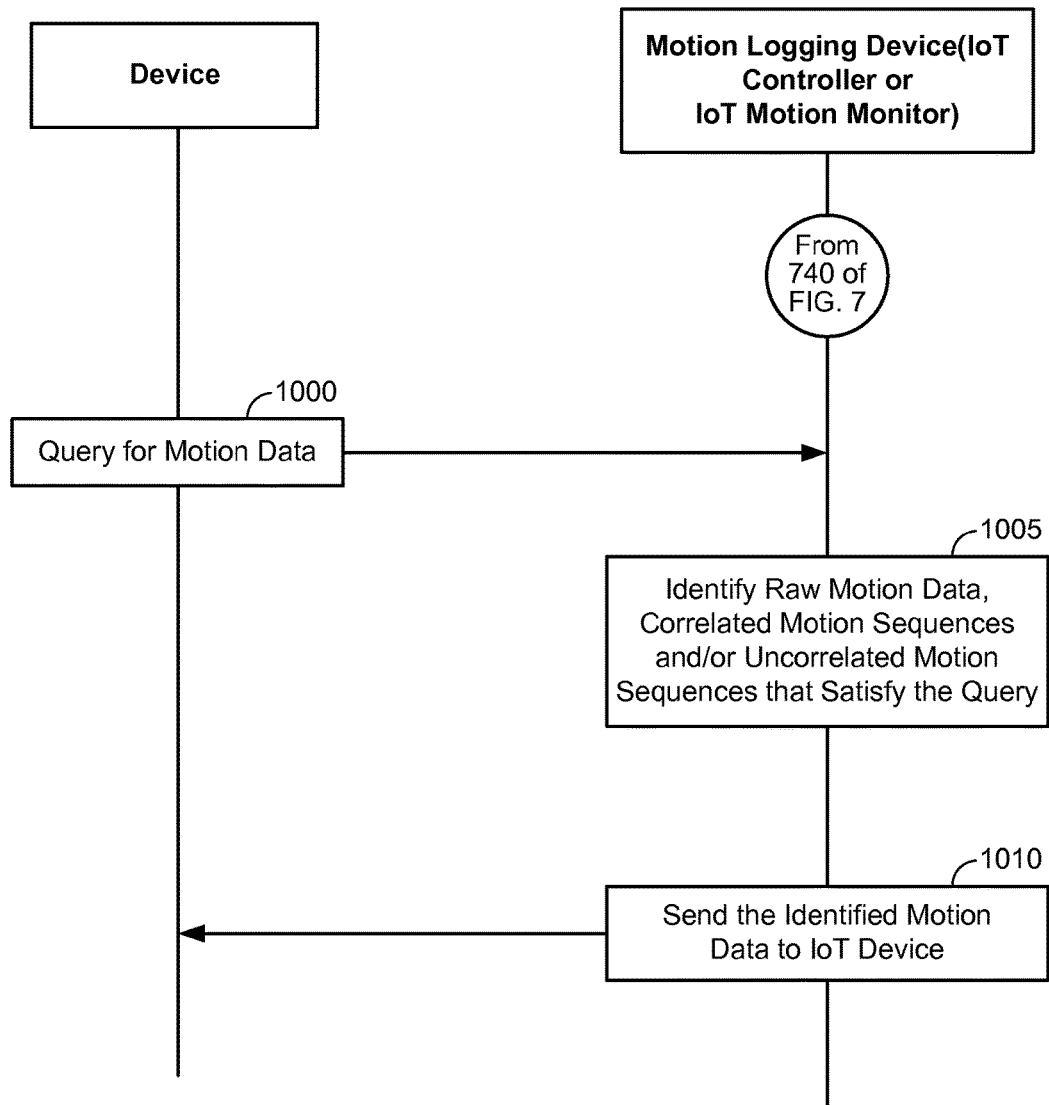 Device
Motion Logging Device(IoT
Controller or
IoT Motion Monitor)
From
740 of
FIG. 7
1000
Query for Motion Data
1005
Identify Raw Motion Data,
Correlated Motion Sequences
and/or Uncorrelated Motion
Sequences that Satisfy the Query
1010
Send the Identified Motion
Data to IoT Device